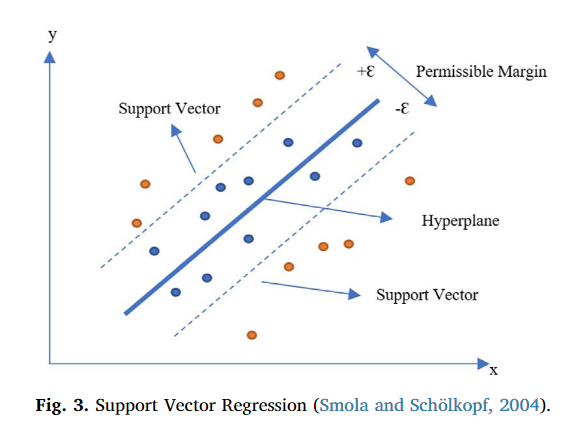 y
+Ɛ
Permissible Margin
Support Vector
-Ɛ
Hyperplane
Support Vector
x
Fig. 3. Support Vector Regression (Smola and Schölkopf, 2004).